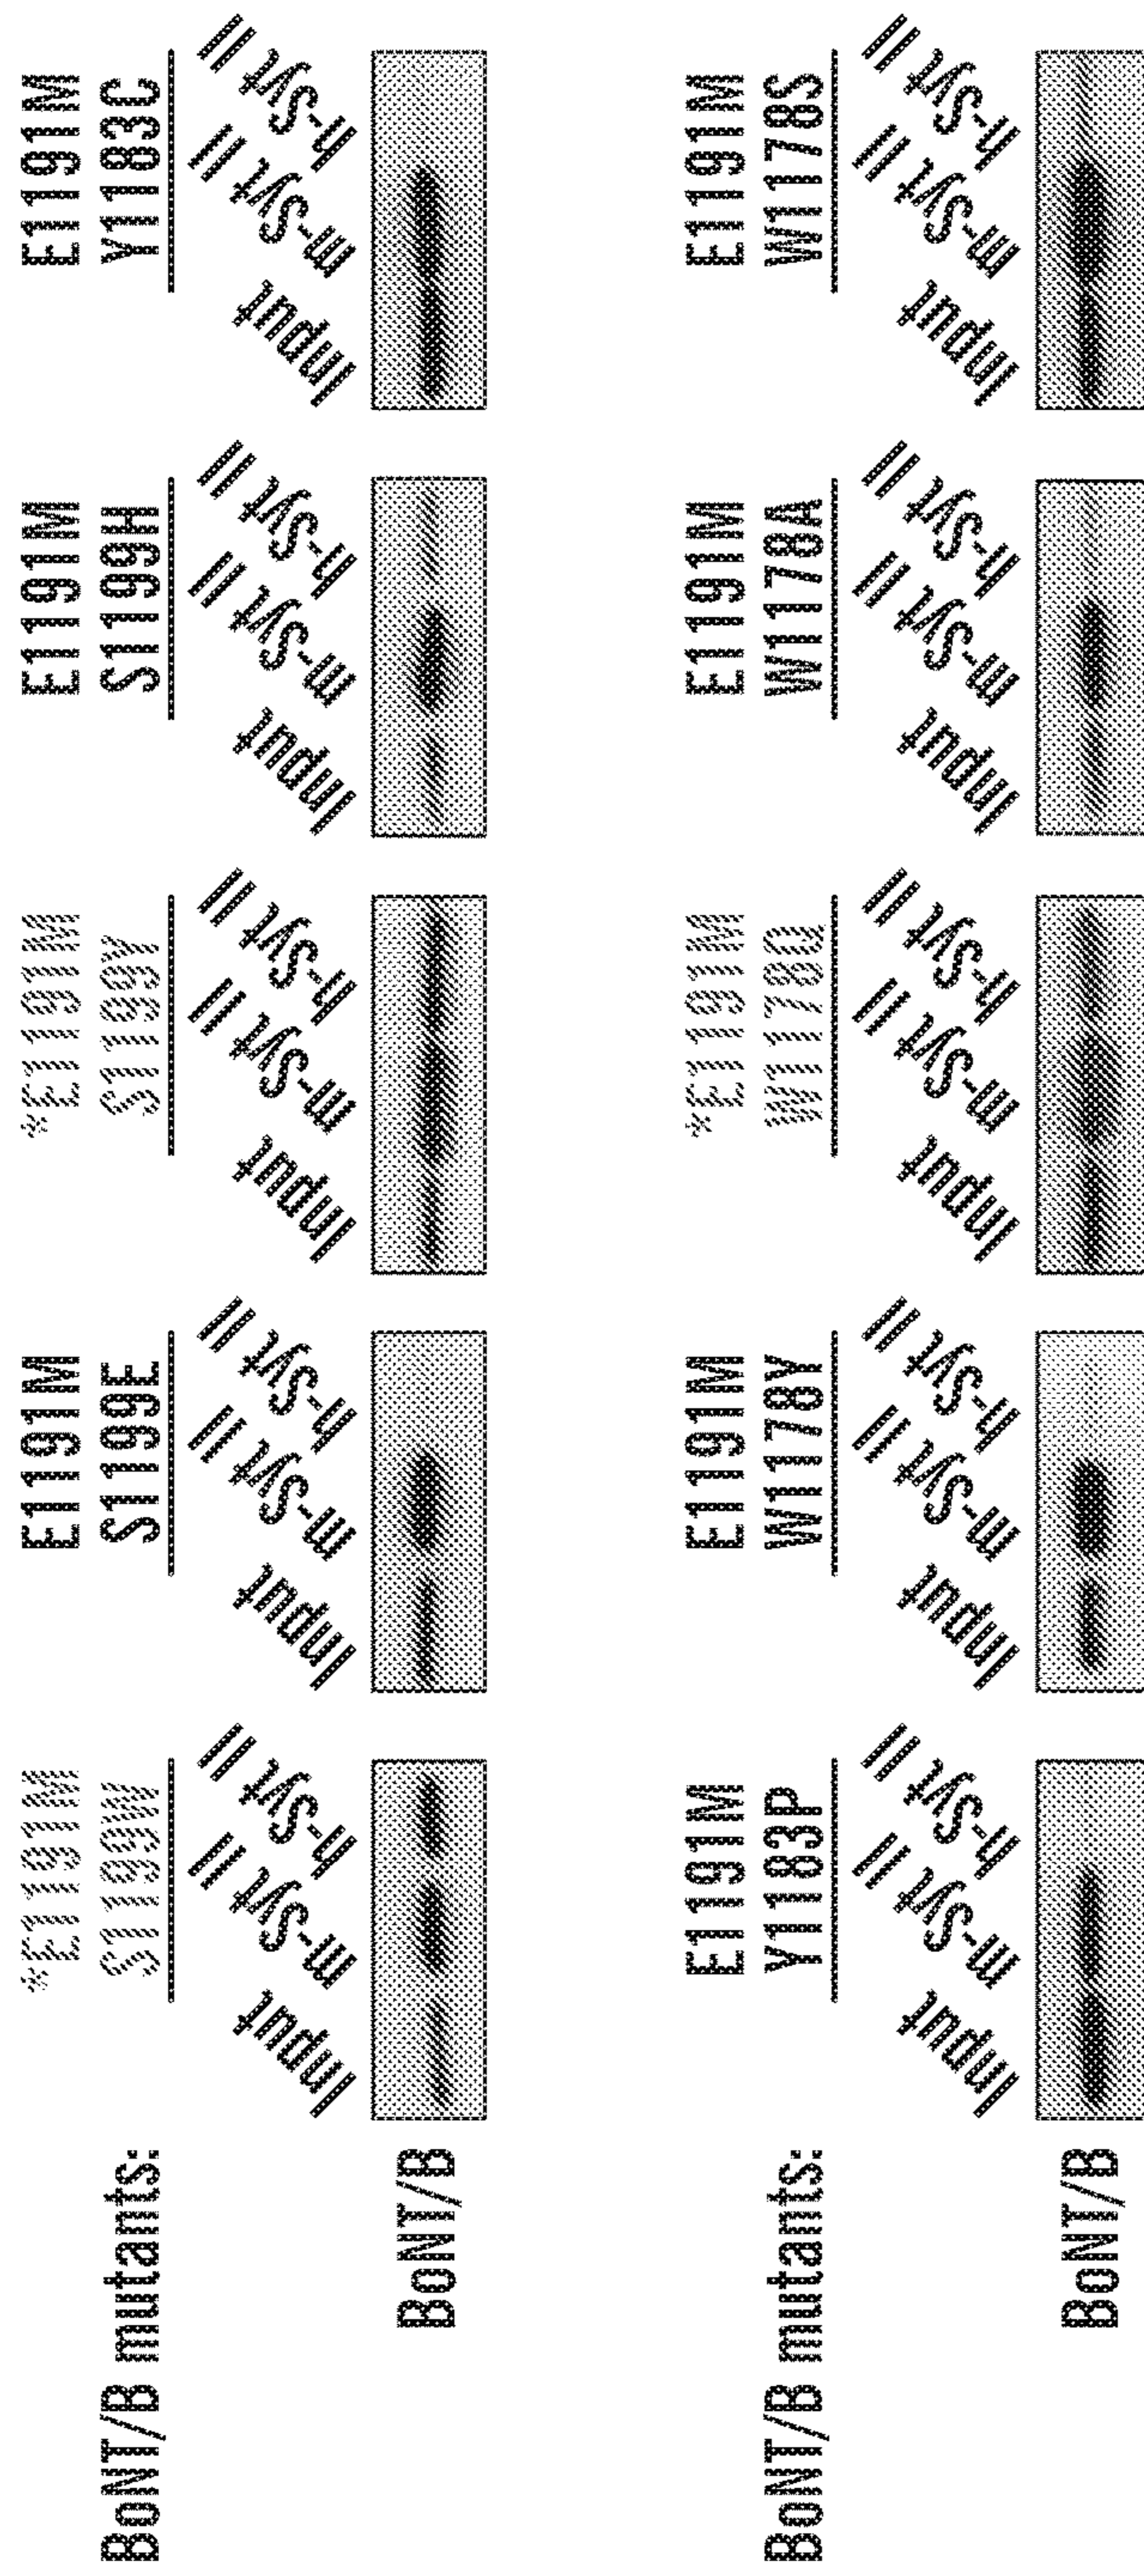 *E1191M E1191M *E1191M E1191M E1191M
BoNT/B mutants: S1199W S1199E S1199Y S1199H Y1183C
Input m-Syt II h-Syt II Input m-Syt II h-Syt II Input m-Syt II h-Syt II Input m-Syt II h-Syt II Input m-Syt II h-Syt II
BoNT/B
E1191M E1191M *E1191M E1191M E1191M
BoNT/B mutants: Y1183P W1178Y W1178Q W1178A W1178S
Input m-Syt II h-Syt II Input m-Syt II h-Syt II Input m-Syt II h-Syt II Input m-Syt II h-Syt II Input m-Syt II h-Syt II
BoNT/B